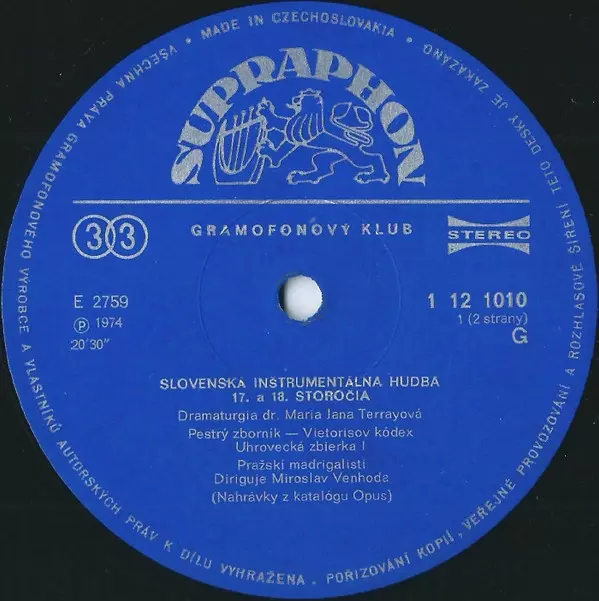 • MADE IN CZECHOSLOVAKIA •
VŠECHNA PRÁVA GRAMOFONOVÉHO VÝROBCE A VLASTNÍKŮ AUTORSKÝCH PRÁV K DÍLU VYHRAŽENA. POŘIZOVÁNÍ KOPIÍ, VEŘEJNÉ PROVOZOVÁNÍ A ROZHLASOVÉ ŠÍŘENÍ TÉTO DESKY JE ZAKÁZÁNO
SUPRAPHON
33
GRAMOFONOVÝ KLUB
STEREO
E 2759
1 12 1010
Ⓟ 1974
1 (2 strany)
20'30"
G
SLOVENSKÁ INŠTRUMENTÁLNA HUDBA
17. a 18. STOROČIA
Dramaturgia dr. Maria Jana Terrayová
Pestrý zborník — Vietorisov kódex
Uhrovecká zbierka I
Pražskí madrigalisti
Diriguje Miroslav Venhoda
(Nahrávky z katalógu Opus)